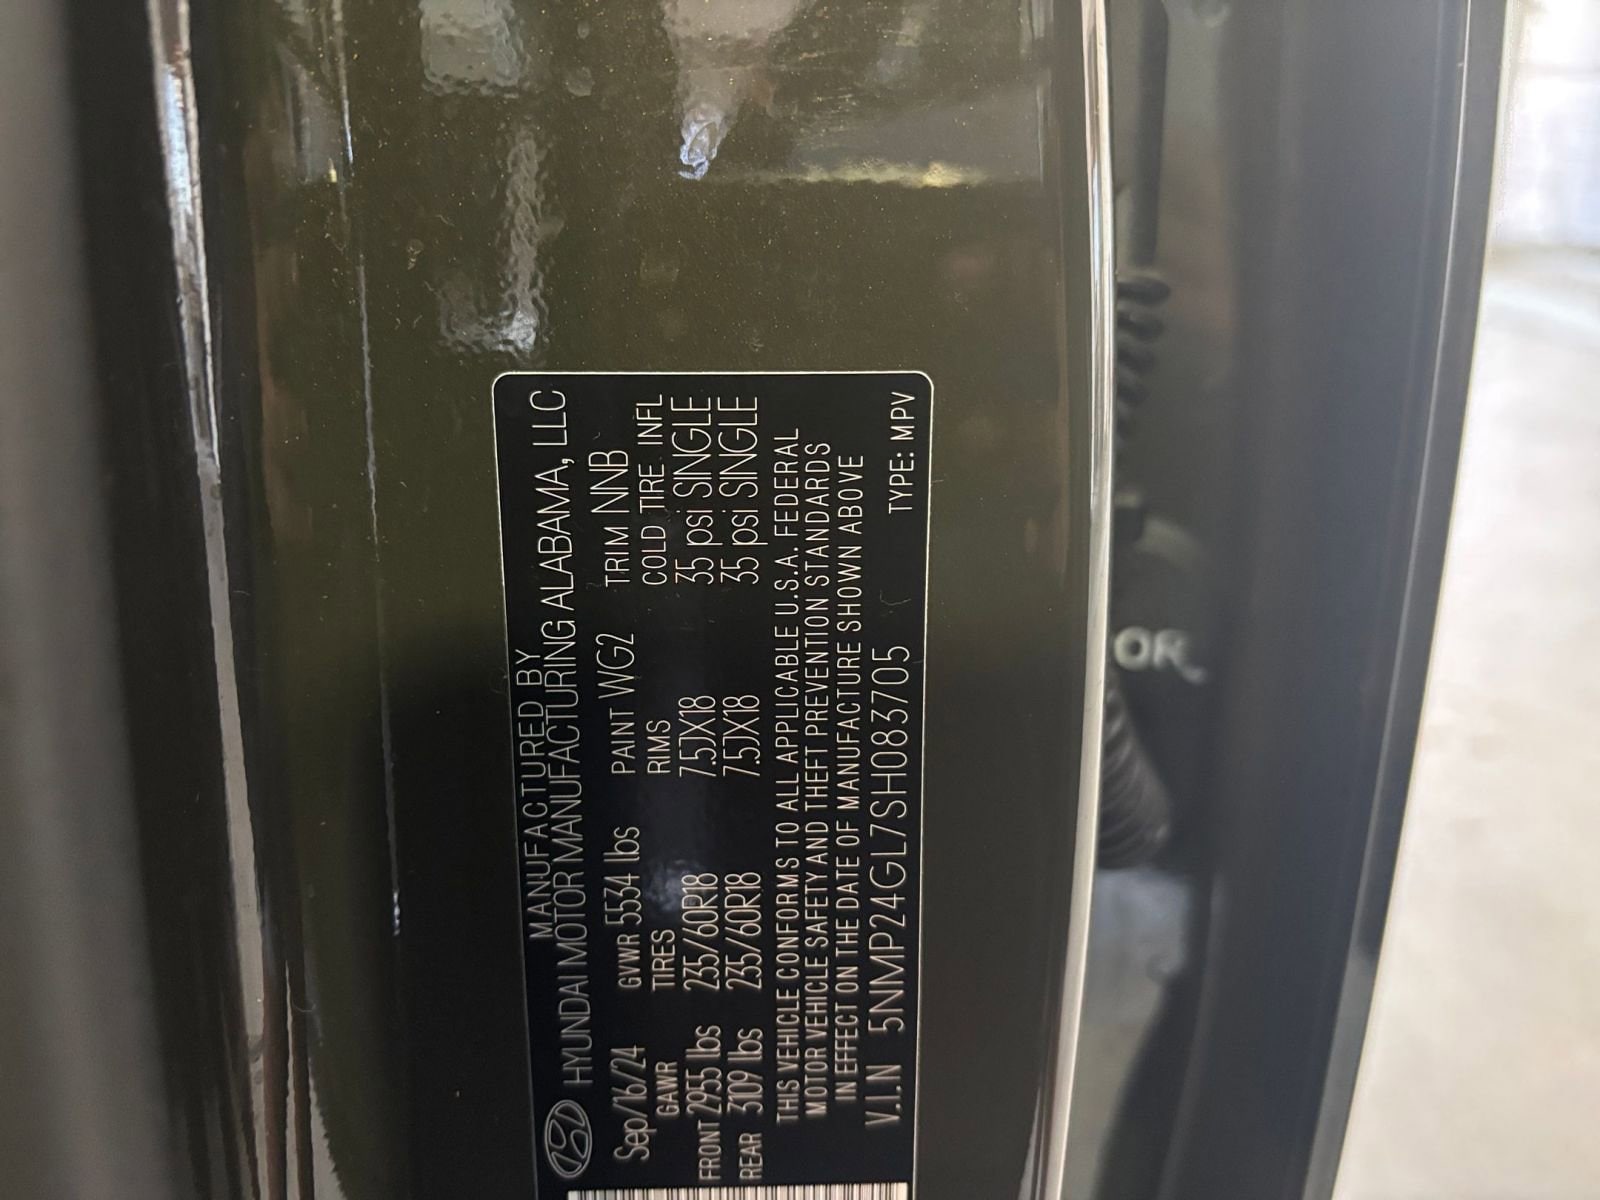 MANUFACTURED BY
HYUNDAI MOTOR MANUFACTURING ALABAMA, LLC
Sep/16/24 GVWR 5534 lbs PAINT WG2 TRIM NNB
GAWR TIRES RIMS COLD TIRE INFL
FRONT 2955 lbs 235/60R18 7.5JX18 35 psi SINGLE
REAR 3109 lbs 235/60R18 7.5JX18 35 psi SINGLE
THIS VEHICLE CONFORMS TO ALL APPLICABLE U.S.A. FEDERAL
MOTOR VEHICLE SAFETY AND THEFT PREVENTION STANDARDS
IN EFFECT ON THE DATE OF MANUFACTURE SHOWN ABOVE
V.I.N 5NMP24GL7SH083705 TYPE: MPV
OR